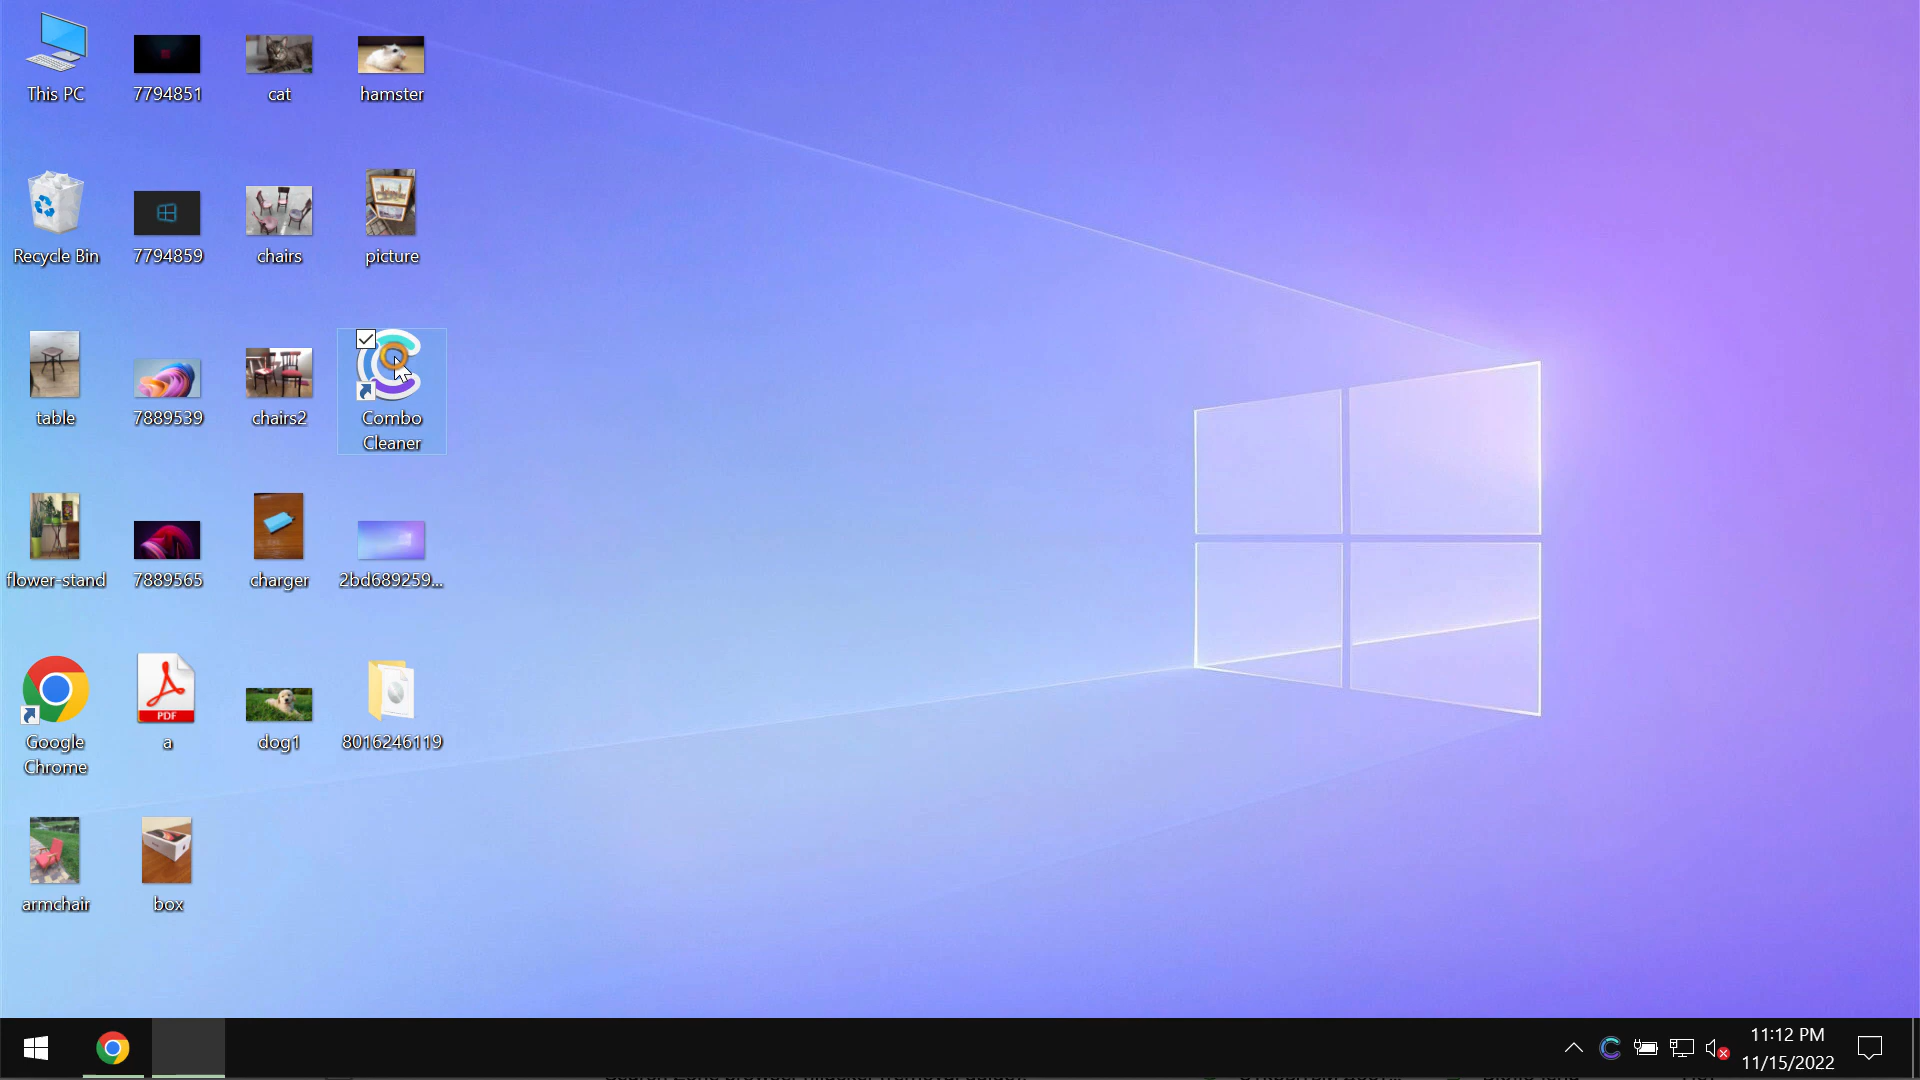 This PC
7794851
cat
hamster
Recycle Bin
7794859
chairs
picture
table
7889539
chairs2
Combo
Cleaner
flower-stand
7889565
charger
2bd689259...
Google
Chrome
a
PDF
dog1
8016246119
armchair
box
11:12 PM
11/15/2022